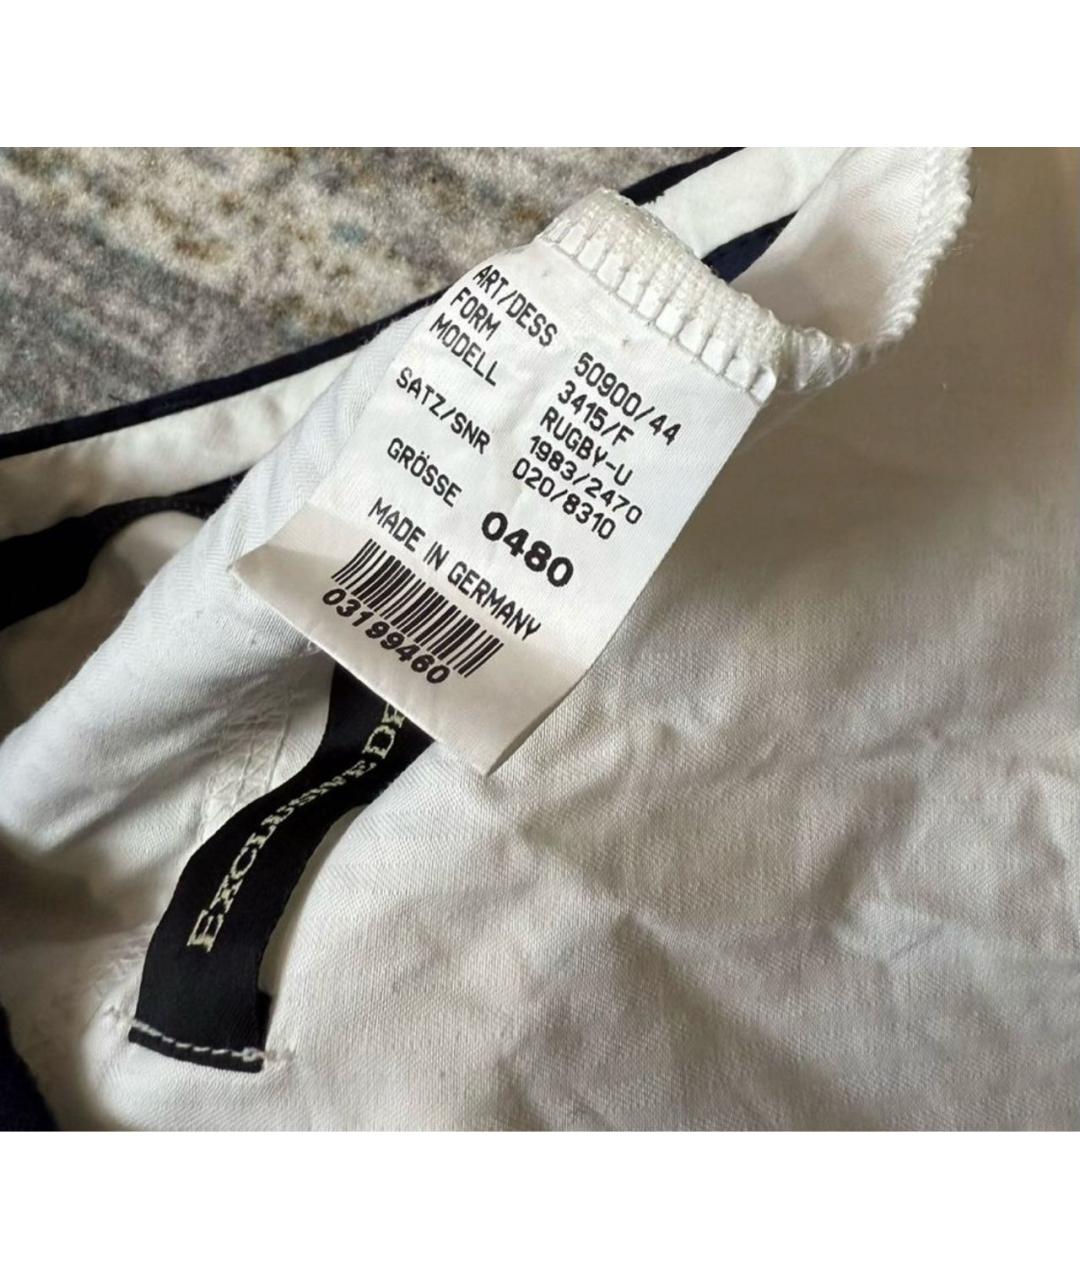 ART/DESS 50900/44
FORM 3415/F
MODELL RUGBY-U
1983/2470
SATZ/SNR 020/8310
GRÖSSE 0480
MADE IN GERMANY
03199460
EXCLUSIVE